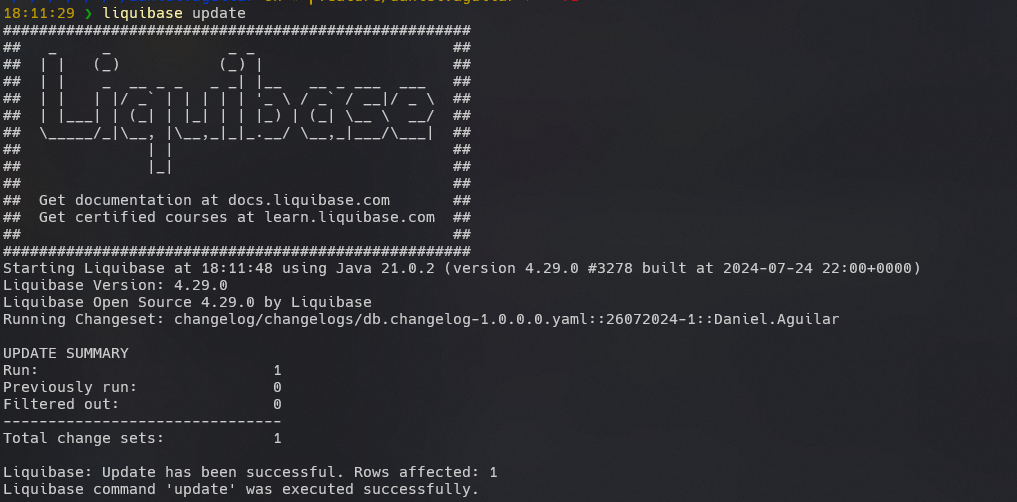 18:11:29 ❯ liquibase update
####################################################
##   _     _             _ _                      ##
##  | |   (_)           (_) |                     ##
##  | |    _  __ _ _   _ _| |__   __ _ ___  ___   ##
##  | |   | |/ _` | | | | | '_ \ / _` / __|/ _ \  ##
##  | |___| | (_| | |_| | | |_) | (_| \__ \  __/  ##
##  \_____/_|\__, |\__,_|_|_.__/ \__,_|___/\___|  ##
##              | |                               ##
##              |_|                               ##
##                                                ##
##  Get documentation at docs.liquibase.com       ##
##  Get certified courses at learn.liquibase.com  ##
##                                                ##
####################################################
Starting Liquibase at 18:11:48 using Java 21.0.2 (version 4.29.0 #3278 built at 2024-07-24 22:00+0000)
Liquibase Version: 4.29.0
Liquibase Open Source 4.29.0 by Liquibase
Running Changeset: changelog/changelogs/db.changelog-1.0.0.0.yaml::26072024-1::Daniel.Aguilar
UPDATE SUMMARY
Run:                          1
Previously run:               0
Filtered out:                 0
-------------------------------
Total change sets:            1
Liquibase: Update has been successful. Rows affected: 1
Liquibase command 'update' was executed successfully.